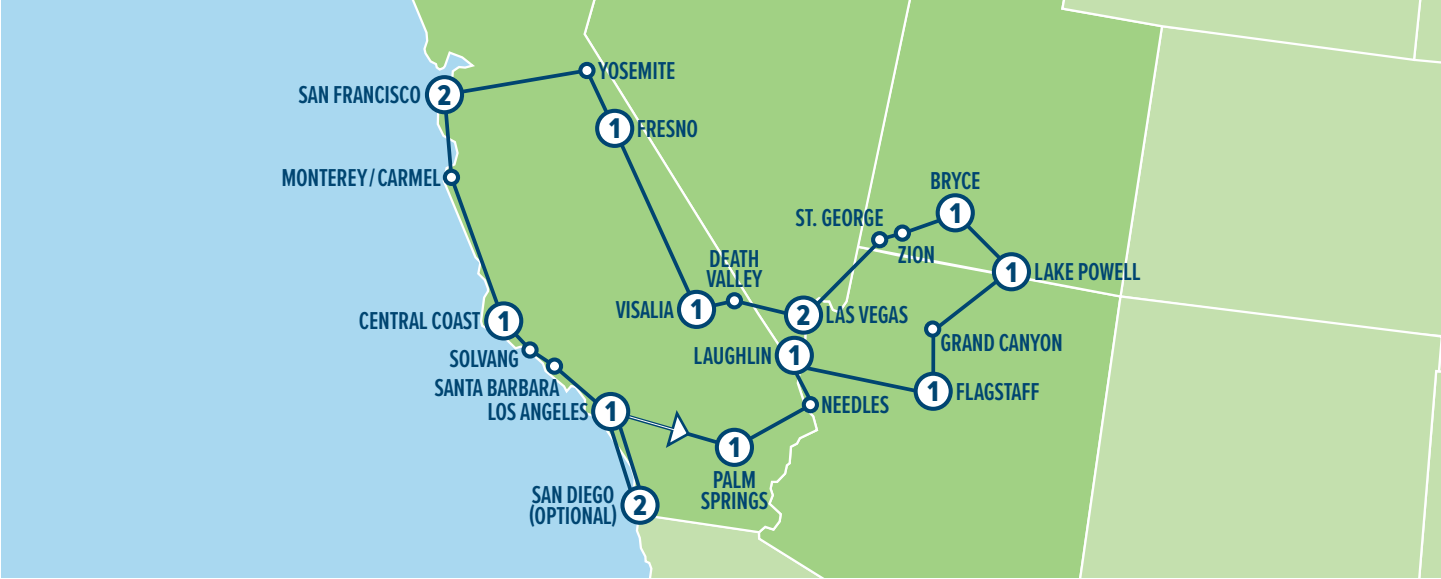 YOSEMITE
SAN FRANCISCO
2
1
FRESNO
MONTEREY / CARMEL
BRYCE
1
ST. GEORGE
ZION
DEATH
VALLEY
1
LAKE POWELL
VISALIA
1
2
LAS VEGAS
CENTRAL COAST
1
GRAND CANYON
LAUGHLIN
1
SOLVANG
SANTA BARBARA
1
FLAGSTAFF
LOS ANGELES
1
NEEDLES
1
PALM
SPRINGS
SAN DIEGO
(OPTIONAL)
2